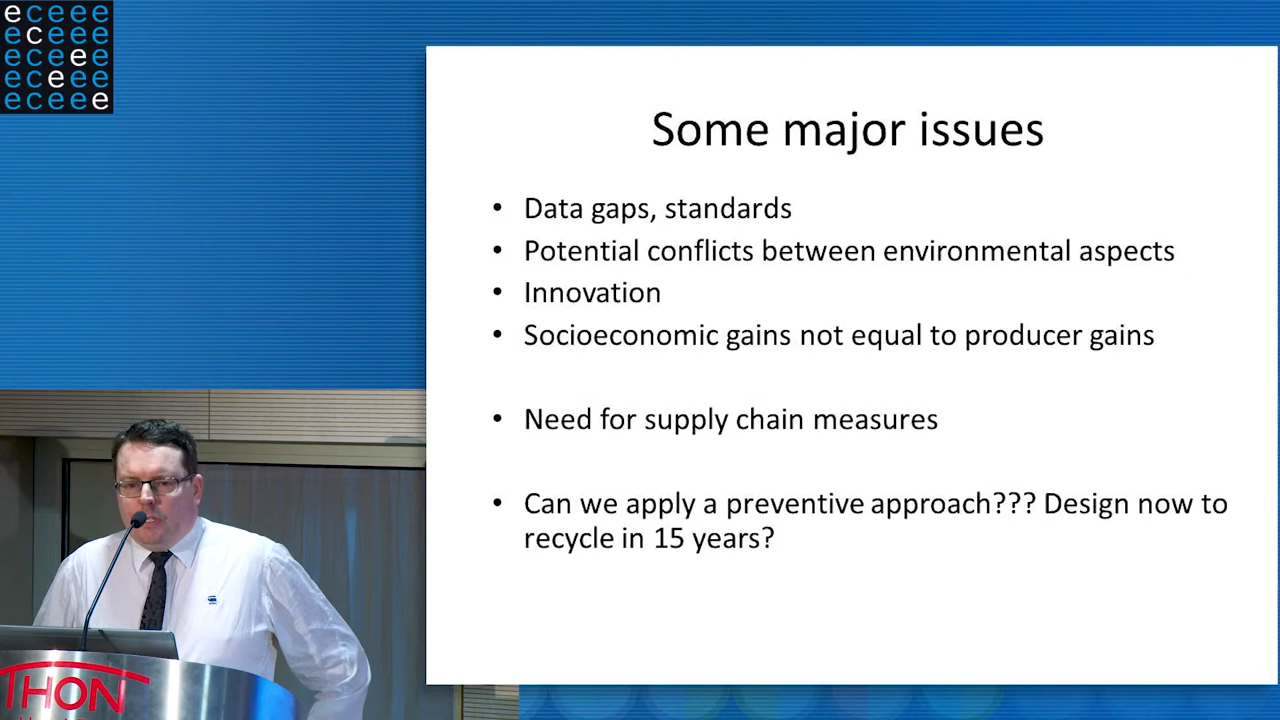 eceee
eceee
eceee
eceee
eceee
Some major issues
• Data gaps, standards
• Potential conflicts between environmental aspects
• Innovation
• Socioeconomic gains not equal to producer gains
• Need for supply chain measures
• Can we apply a preventive approach??? Design now to
recycle in 15 years?
THON